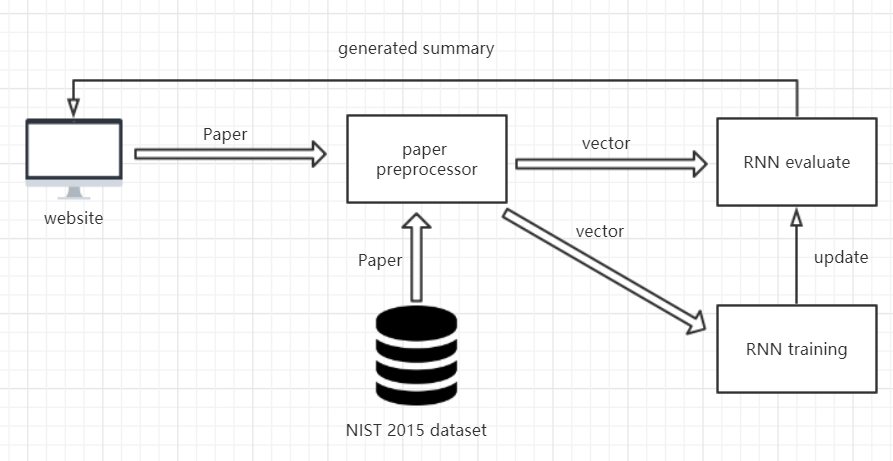 generated summary
Paper
paper
preprocessor
vector
RNN evaluate
website
vector
Paper
update
RNN training
NIST 2015 dataset